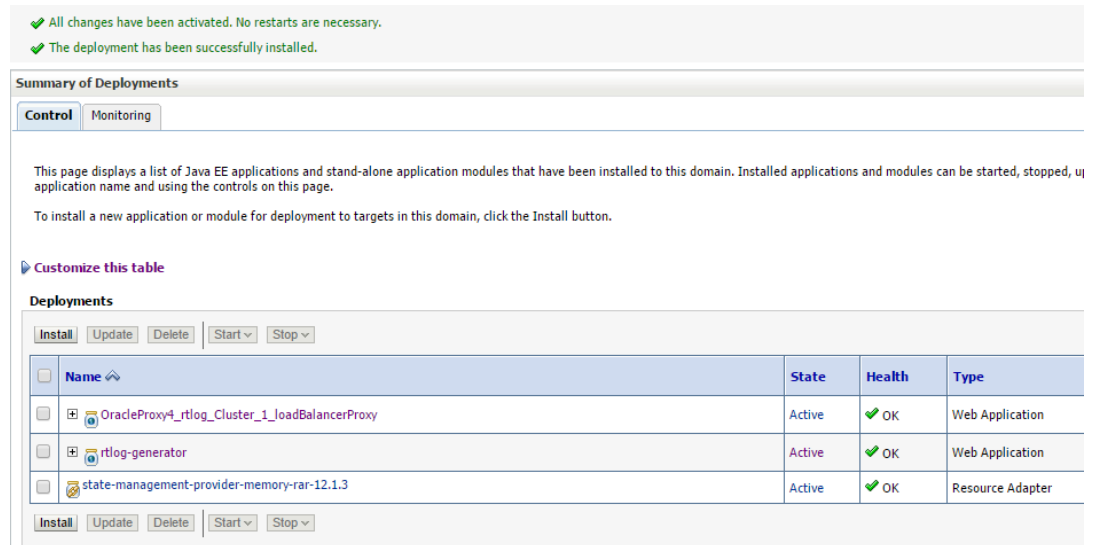 All changes have been activated. No restarts are necessary.
The deployment has been successfully installed.
Summary of Deployments
Control Monitoring
This page displays a list of Java EE applications and stand-alone application modules that have been installed to this domain. Installed applications and modules can be started, stopped,
application name and using the controls on this page.
To install a new application or module for deployment to targets in this domain, click the Install button.
Customize this table
Deployments
Install Update Delete Start Stop
Name State Health Type
OracleProxy4_rtlog_Cluster_1_loadBalancerProxy Active OK Web Application
rtlog-generator Active OK Web Application
state-management-provider-memory-rar-12.1.3 Active OK Resource Adapter
Install Update Delete Start Stop